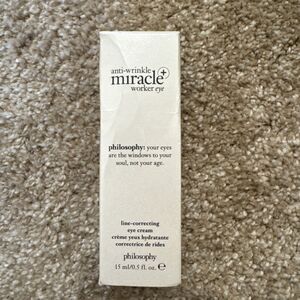 anti-wrinkle
miracle+
worker eye
philosophy: your eyes
are the windows to your
soul, not your age.
line-correcting
eye cream
crème yeux hydratante
correctrice de rides
philosophy
15 ml/0.5 fl. oz. ℮